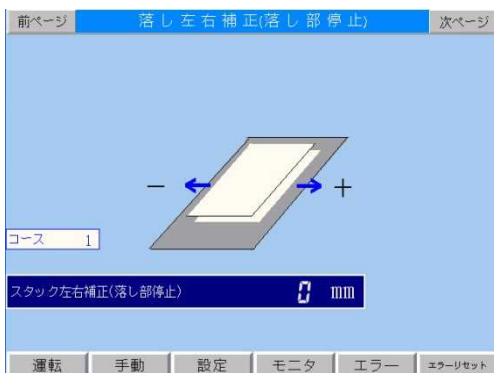 前ページ
落し左右補正(落し部停止)
次ページ
－
＋
コース 1
スタック左右補正(落し部停止) 0 mm
運転 手動 設定 モニタ エラー エラーリセット